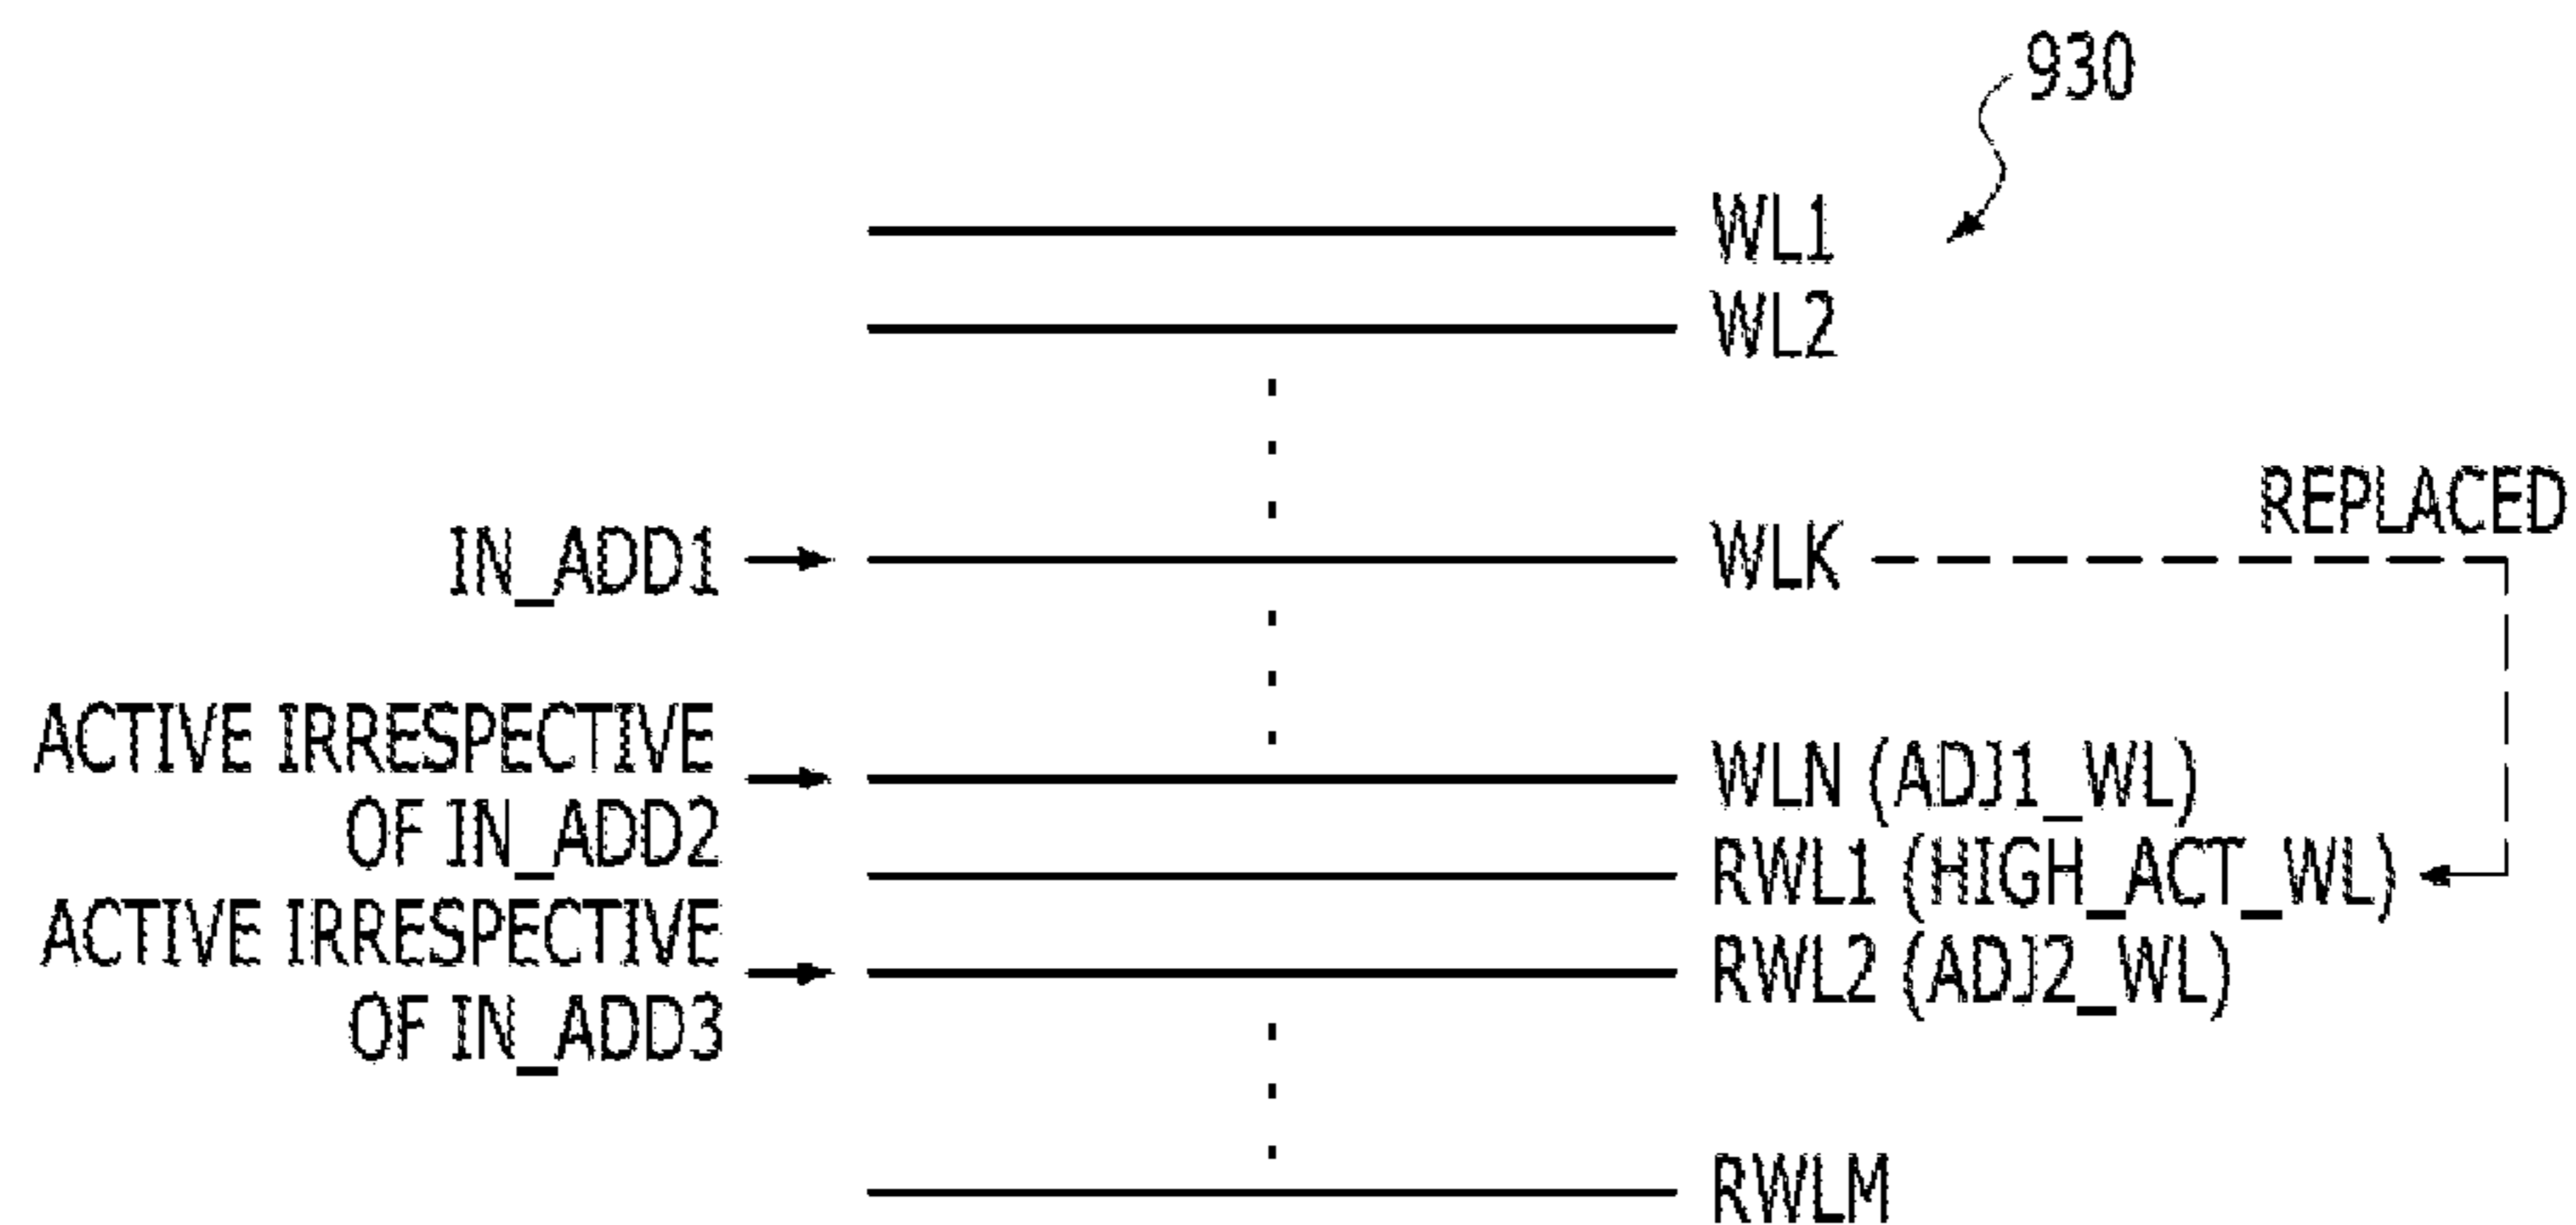 930
WL1
WL2
REPLACED
IN_ADD1
WLK
ACTIVE IRRESPECTIVE
OF IN_ADD2
WLN (ADJ1_WL)
RWL1 (HIGH_ACT_WL)
ACTIVE IRRESPECTIVE
OF IN_ADD3
RWL2 (ADJ2_WL)
RWLM